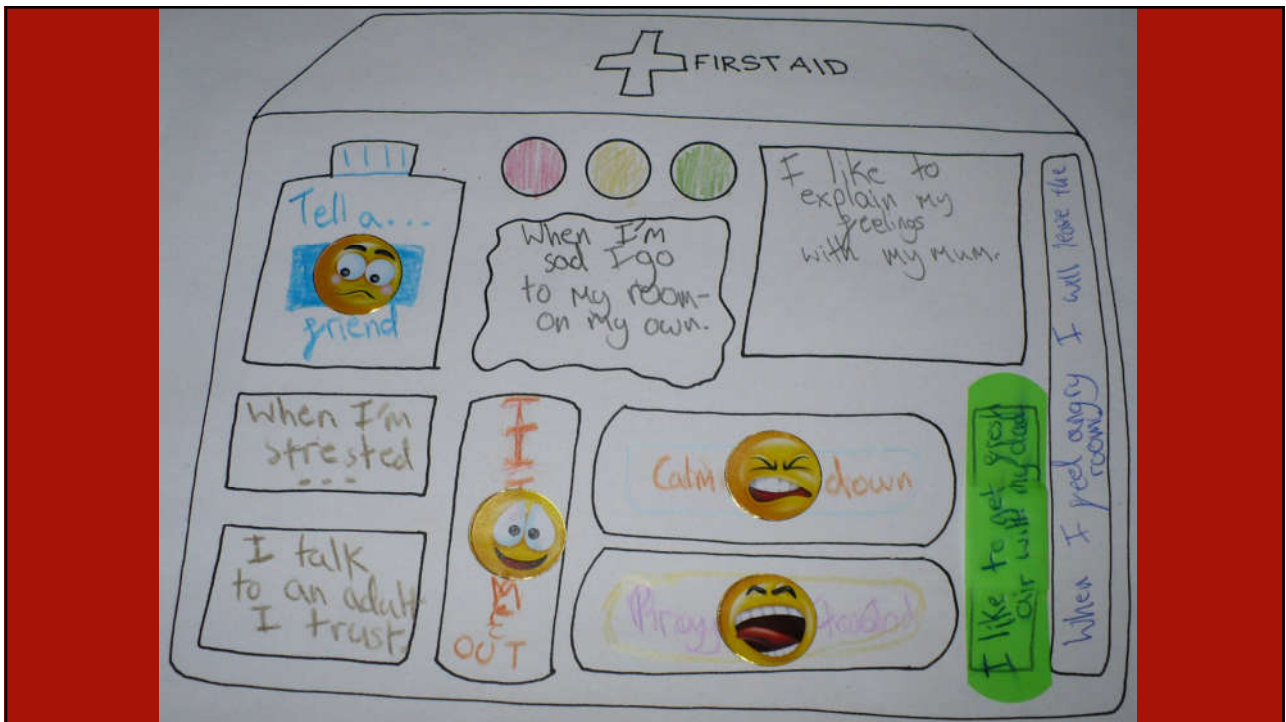 FIRST AID
Tell a...
friend
When I'm
sad I go
to my room-
on my own.
I like to
explain my
feelings
with my mum.
When I'm
stressted
...
I talk
to an adult
I trust.
OUT
Calm down
I like to get fresh
air with my dad
When I feel angry I will leave the
room